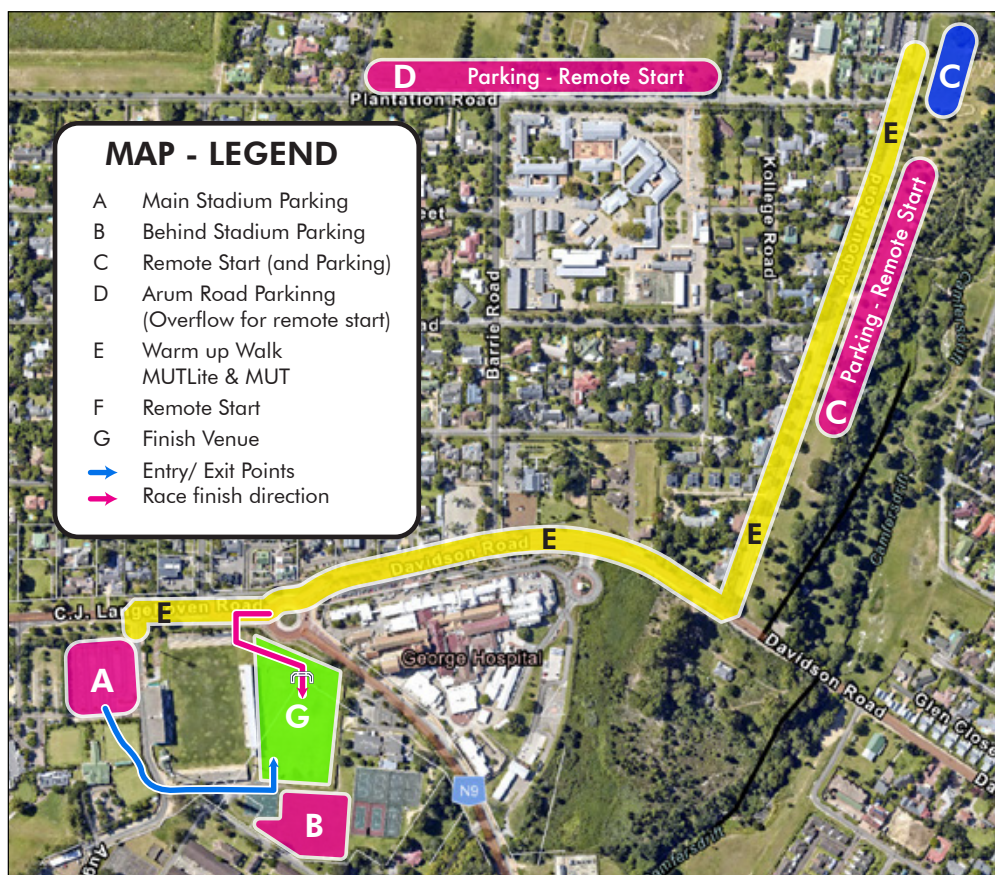 D Parking - Remote Start
C
Plantation Road
E
MAP - LEGEND
A Main Stadium Parking
B Behind Stadium Parking
C Remote Start (and Parking)
D Arum Road Parkinng
(Overflow for remote start)
E Warm up Walk
MUTLite & MUT
F Remote Start
G Finish Venue
Entry/ Exit Points
Race finish direction
Kollege Road
Arbour Road
C Parking - Remote Start
Barrie Road
Camfersdrift
Camfersdrift
E
E
Davidson Road
C.J. Langenhoven Road
E
George Hospital
Davidson Road
A
G
Glen Close
N9
B